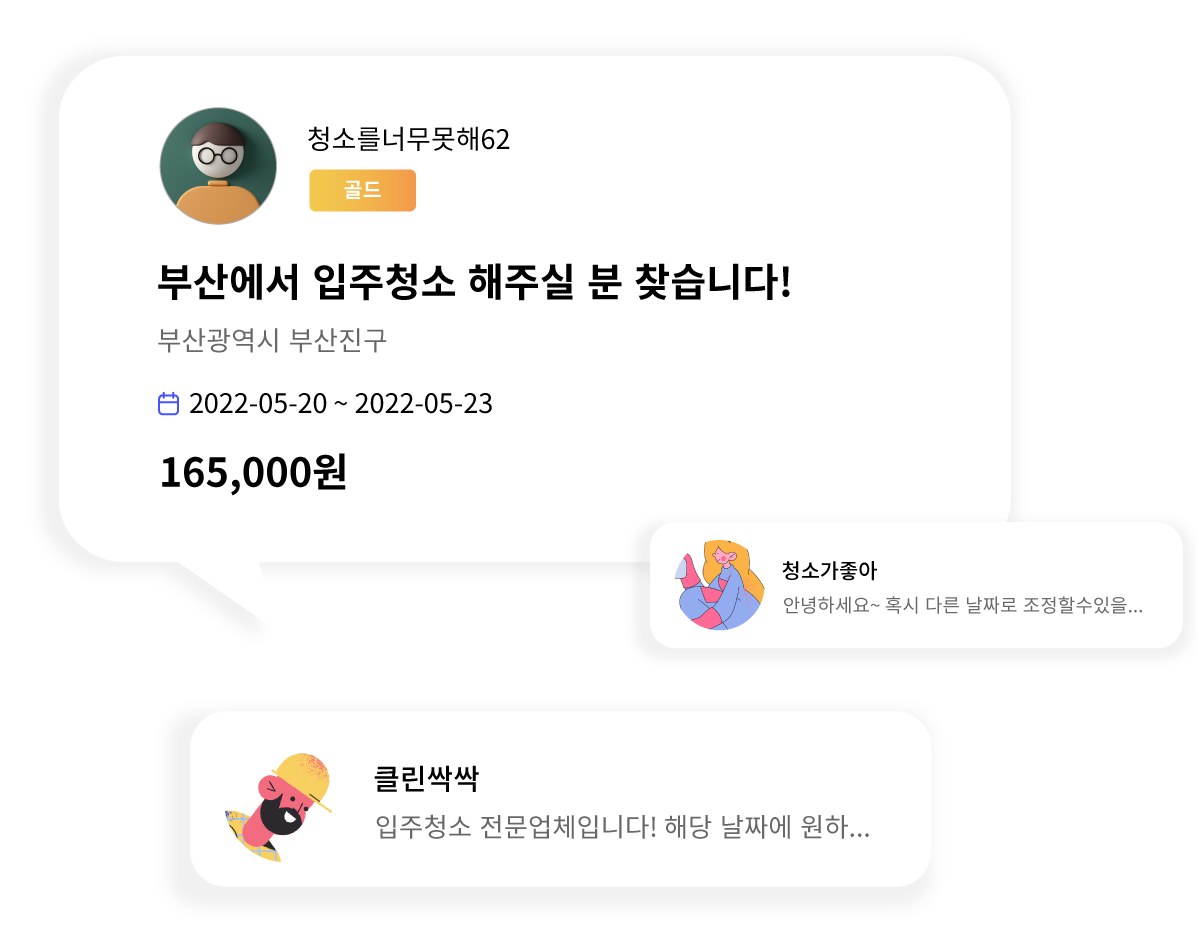 청소를너무못해62
골드
부산에서 입주청소 해주실 분 찾습니다!
부산광역시 부산진구
2022-05-20 ~ 2022-05-23
165,000원
청소가좋아
안녕하세요~ 혹시 다른 날짜로 조정할수있을...
클린싹싹
입주청소 전문업체입니다! 해당 날짜에 원하...